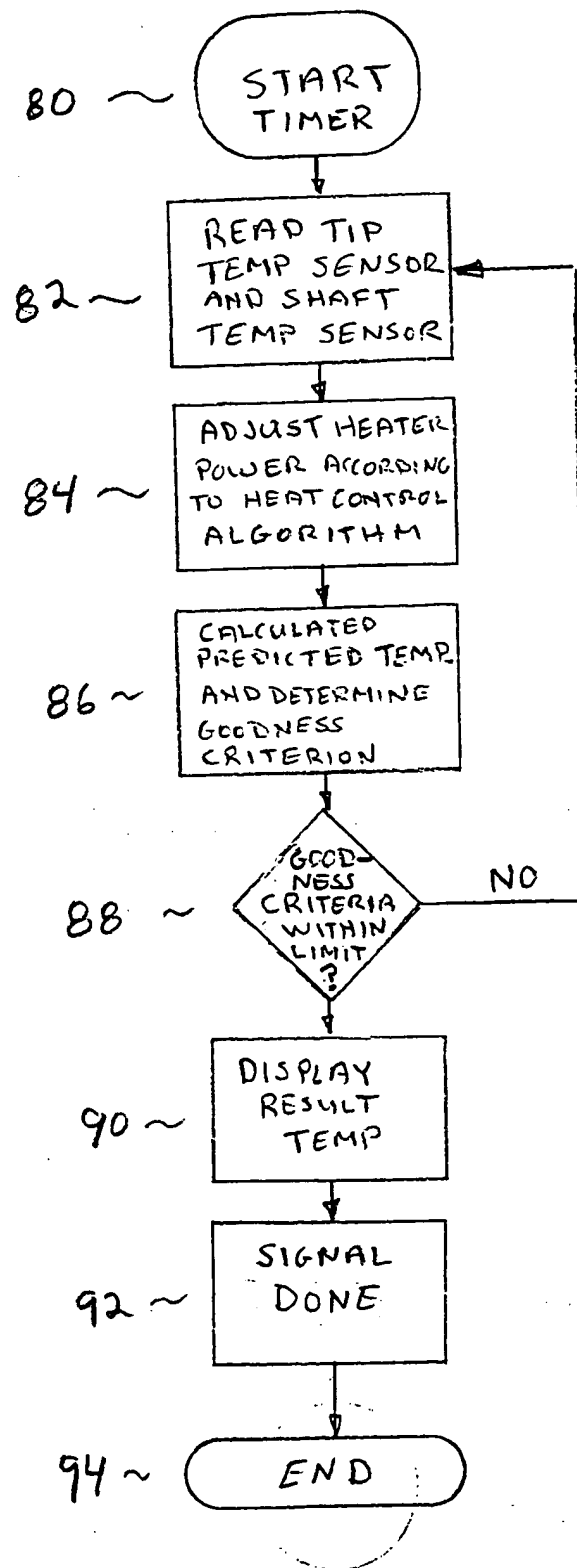 80 ~ START
TIMER
82 ~ READ TIP
TEMP SENSOR
AND SHAFT
TEMP SENSOR
84 ~ ADJUST HEATER
POWER ACCORDING
TO HEAT CONTROL
ALGORITHM
86 ~ CALCULATED
PREDICTED TEMP
AND DETERMINE
GOODNESS
CRITERION
88 ~ GOOD-
NESS
CRITERIA
WITHIN
LIMIT
?
NO
90 ~ DISPLAY
RESULT
TEMP
92 ~ SIGNAL
DONE
94 ~ END